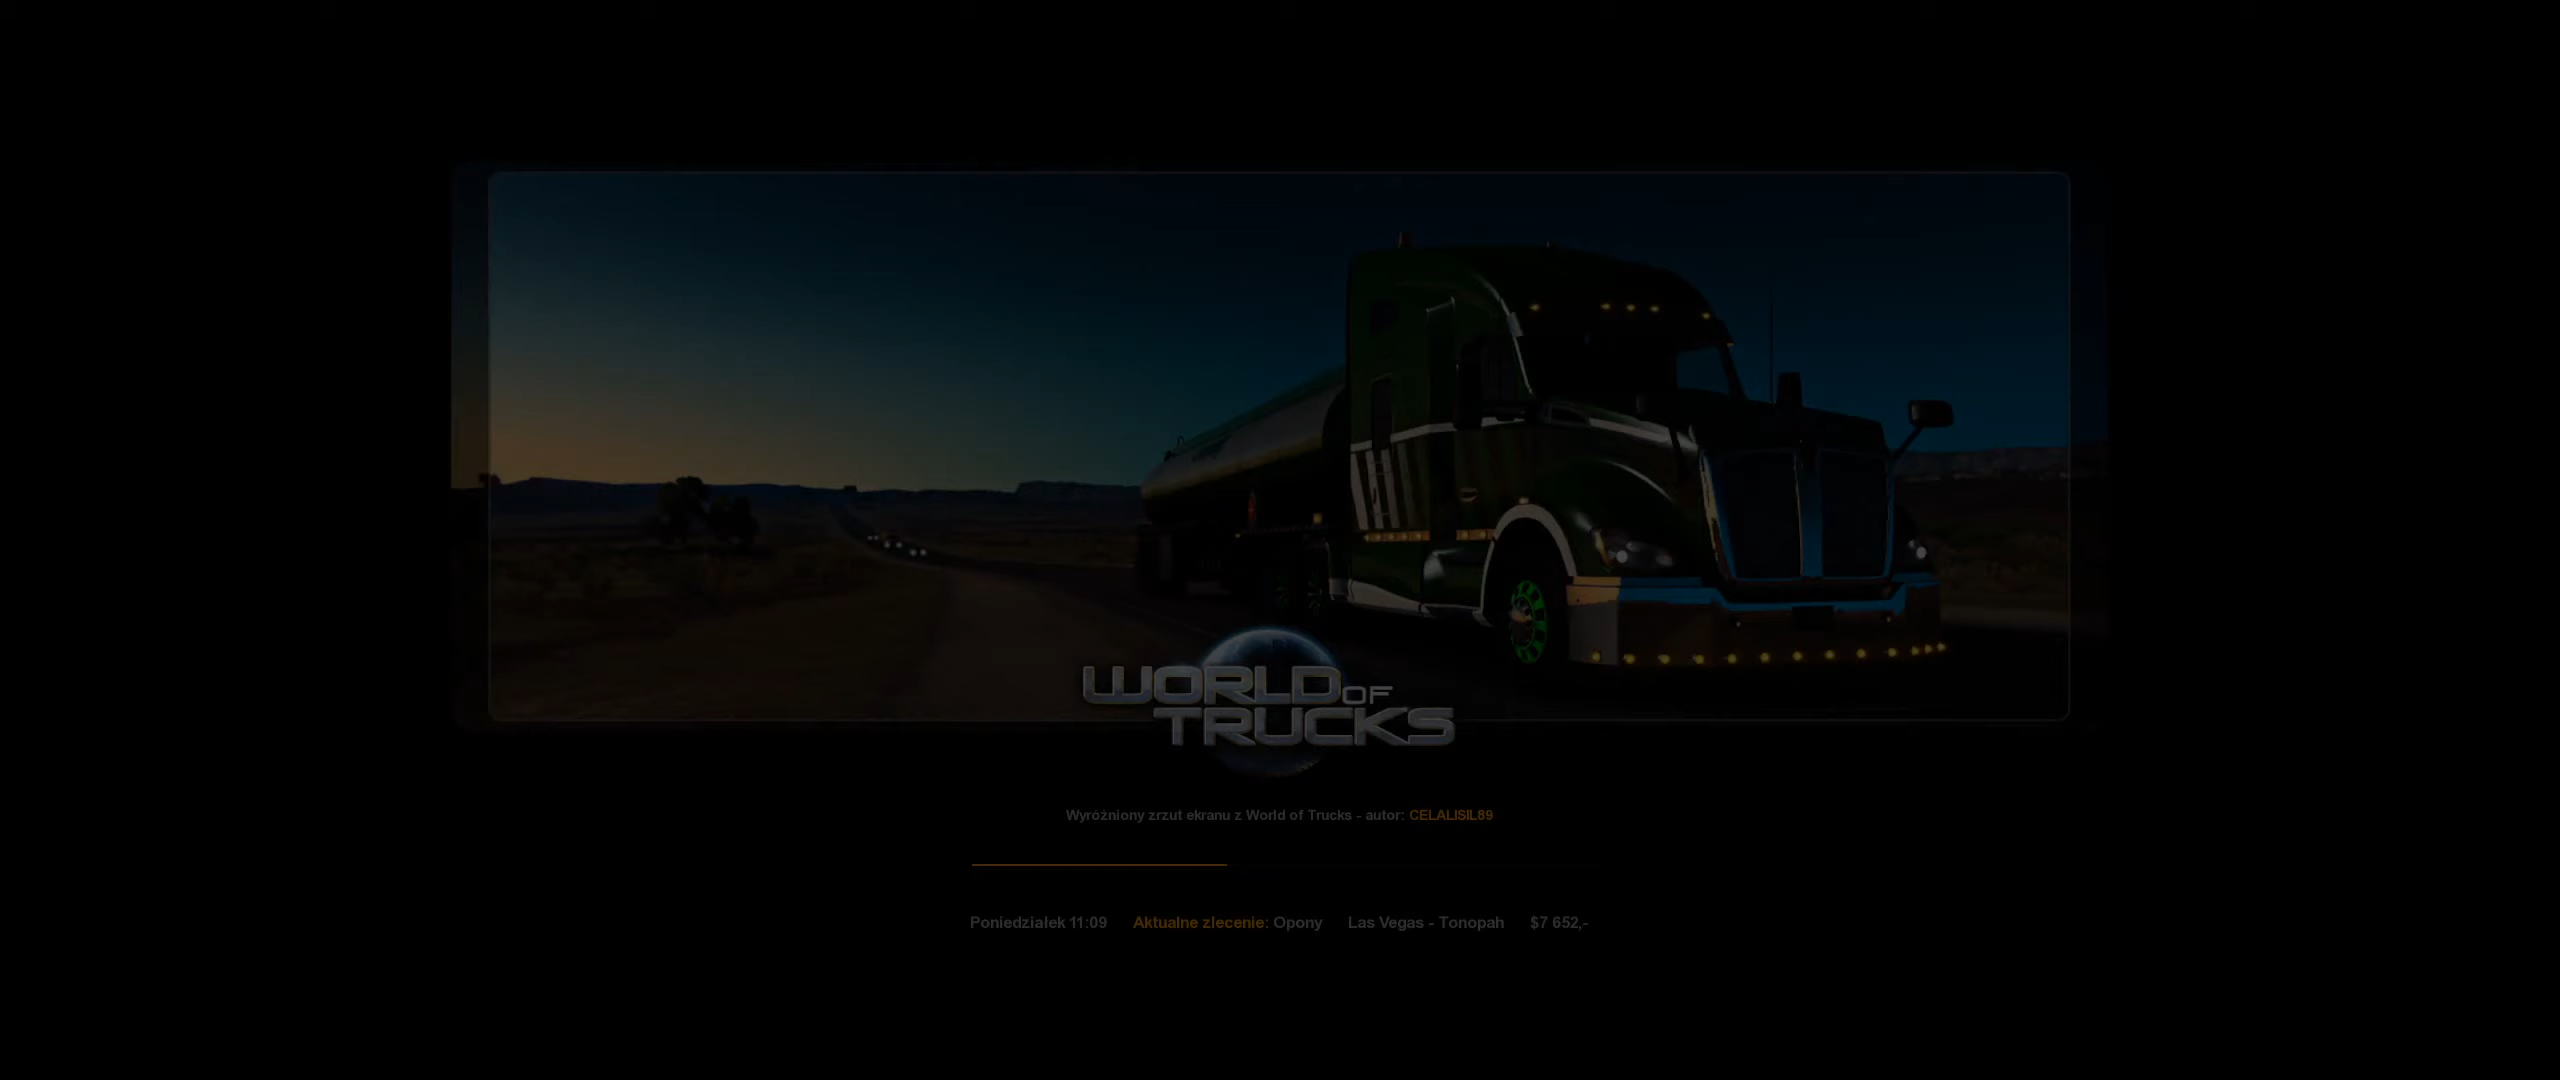 WORLD OF
TRUCKS
Wyróżniony zrzut ekranu z World of Trucks - autor: CELALISIL89
Poniedziałek 11:09 Aktualne zlecenie: Opony Las Vegas - Tonopah $7 652,-